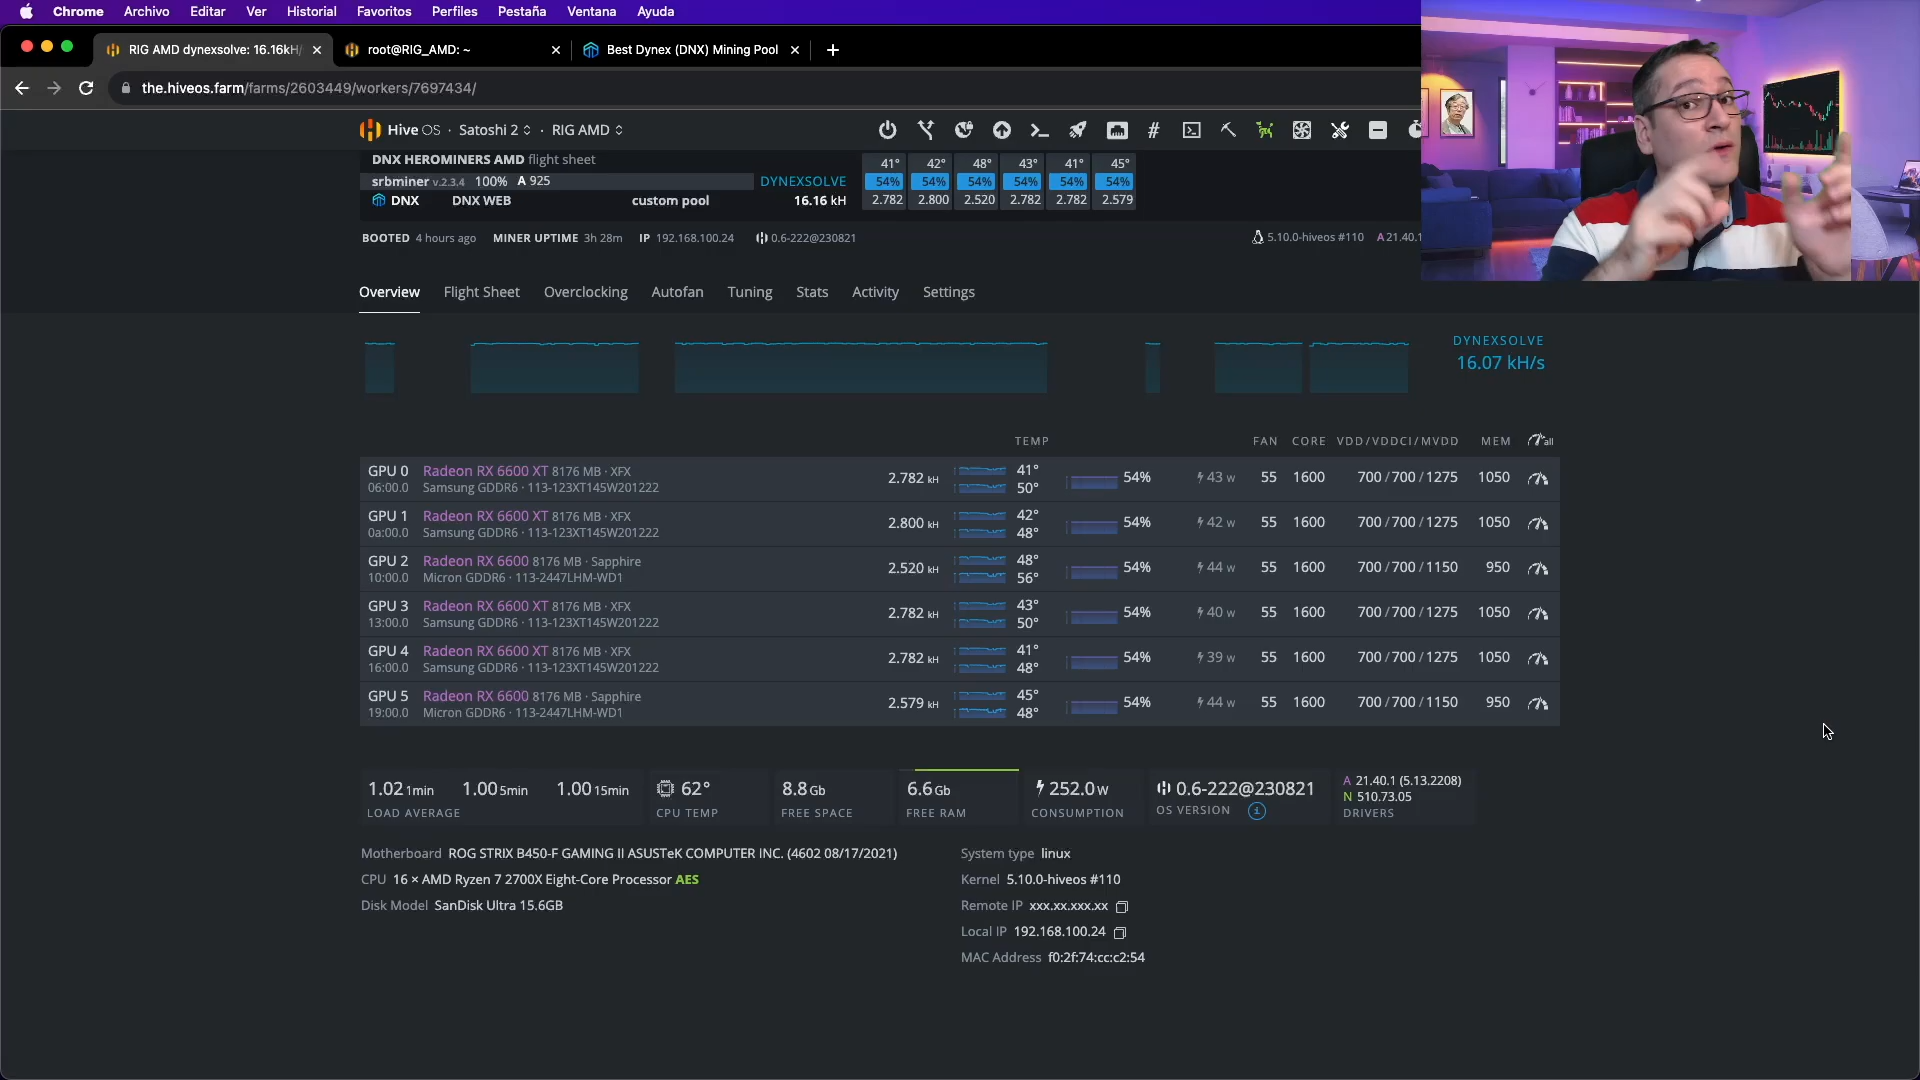 Chrome Archivo Editar Ver Historial Favoritos Perfiles Pestaña Ventana Ayuda
RIG AMD dynexsolve: 16.16kH/
root@RIG_AMD: ~
Best Dynex (DNX) Mining Pool
the.hiveos.farm/farms/2603449/workers/7697434/
Hive OS · Satoshi 2 · RIG AMD
DNX HEROMINERS AMD flight sheet
41° 42° 48° 43° 41° 45°
srbminer v.2.3.4 100% A 925 DYNEXSOLVE
54% 54% 54% 54% 54% 54%
DNX DNX WEB custom pool 16.16 kH
2.782 2.800 2.520 2.782 2.782 2.579
BOOTED 4 hours ago MINER UPTIME 3h 28m IP 192.168.100.24 0.6-222@230821
5.10.0-hiveos #110 A 21.40.1
Overview Flight Sheet Overclocking Autofan Tuning Stats Activity Settings
DYNEXSOLVE
16.07 kH/s
TEMP FAN CORE VDD/VDDCI/MVDD MEM all
GPU 0 Radeon RX 6600 XT 8176 MB · XFX 2.782 kH 41° 54% 43 w 55 1600 700/700/1275 1050
06:00.0 Samsung GDDR6 · 113-123XT145W201222 50°
GPU 1 Radeon RX 6600 XT 8176 MB · XFX 2.800 kH 42° 54% 42 w 55 1600 700/700/1275 1050
0a:00.0 Samsung GDDR6 · 113-123XT145W201222 48°
GPU 2 Radeon RX 6600 8176 MB · Sapphire 2.520 kH 48° 54% 44 w 55 1600 700/700/1150 950
10:00.0 Micron GDDR6 · 113-2447LHM-WD1 56°
GPU 3 Radeon RX 6600 XT 8176 MB · XFX 2.782 kH 43° 54% 40 w 55 1600 700/700/1275 1050
13:00.0 Samsung GDDR6 · 113-123XT145W201222 50°
GPU 4 Radeon RX 6600 XT 8176 MB · XFX 2.782 kH 41° 54% 39 w 55 1600 700/700/1275 1050
16:00.0 Samsung GDDR6 · 113-123XT145W201222 48°
GPU 5 Radeon RX 6600 8176 MB · Sapphire 2.579 kH 45° 54% 44 w 55 1600 700/700/1150 950
19:00.0 Micron GDDR6 · 113-2447LHM-WD1 48°
1.02 1min 1.00 5min 1.00 15min
LOAD AVERAGE
62°
CPU TEMP
8.8 Gb
FREE SPACE
6.6 Gb
FREE RAM
252.0 w
CONSUMPTION
0.6-222@230821
OS VERSION
A 21.40.1 (5.13.2208)
N 510.73.05
DRIVERS
Motherboard ROG STRIX B450-F GAMING II ASUSTeK COMPUTER INC. (4602 08/17/2021)
CPU 16 × AMD Ryzen 7 2700X Eight-Core Processor AES
Disk Model SanDisk Ultra 15.6GB
System type linux
Kernel 5.10.0-hiveos #110
Remote IP xxx.xx.xxx.xx
Local IP 192.168.100.24
MAC Address f0:2f:74:cc:c2:54